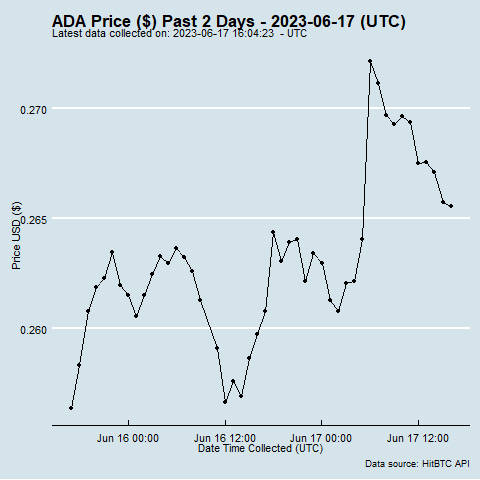 ADA Price ($) Past 2 Days - 2023-06-17 (UTC)
Latest data collected on: 2023-06-17 16:04:23 - UTC
0.270
0.265
0.260
Price USD ($)
Jun 16 00:00
Jun 16 12:00
Jun 17 00:00
Jun 17 12:00
Date Time Collected (UTC)
Data source: HitBTC API